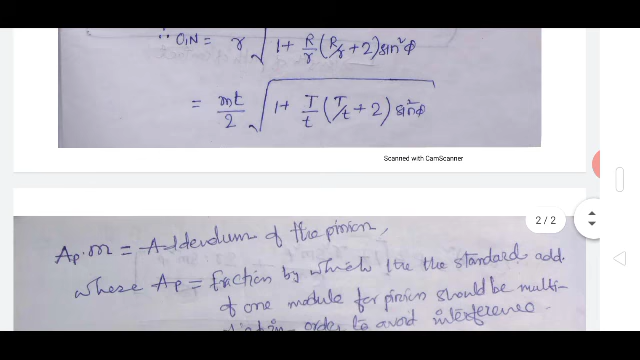 ∴ O₁N = r √(1 + R/r (R/r + 2) sin²φ)
= mt/2 √(1 + T/t (T/t + 2) sin²φ)
Scanned with CamScanner
2/2
Ap.m = Addendum of the pinion,
where Ap = fraction by which the the standard add.
of one module for pinion should be multi-
in order to avoid interference.